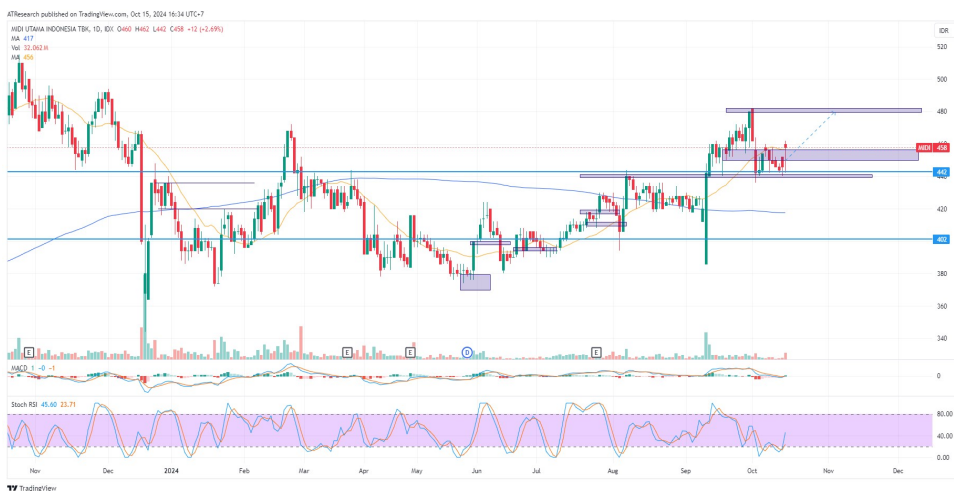 ATResearch published on TradingView.com, Oct 15, 2024 16:34 UTC+7
MIDI UTAMA INDONESIA TBK, 1D, IDX O460 H462 L442 C458 −12 (+2.69%)
MA 417
Vol 32.062M
MA 456
IDR
520
500
480
MIDI 458
442
420
402
380
360
340
E
E
E
D
E
MACD 1 −0 −1
0
Stoch RSI 45.60 23.71
80.00
40.00
0.00
Nov
Dec
2024
Feb
Mar
Apr
May
Jun
Jul
Aug
Sep
Oct
Nov
Dec
TradingView